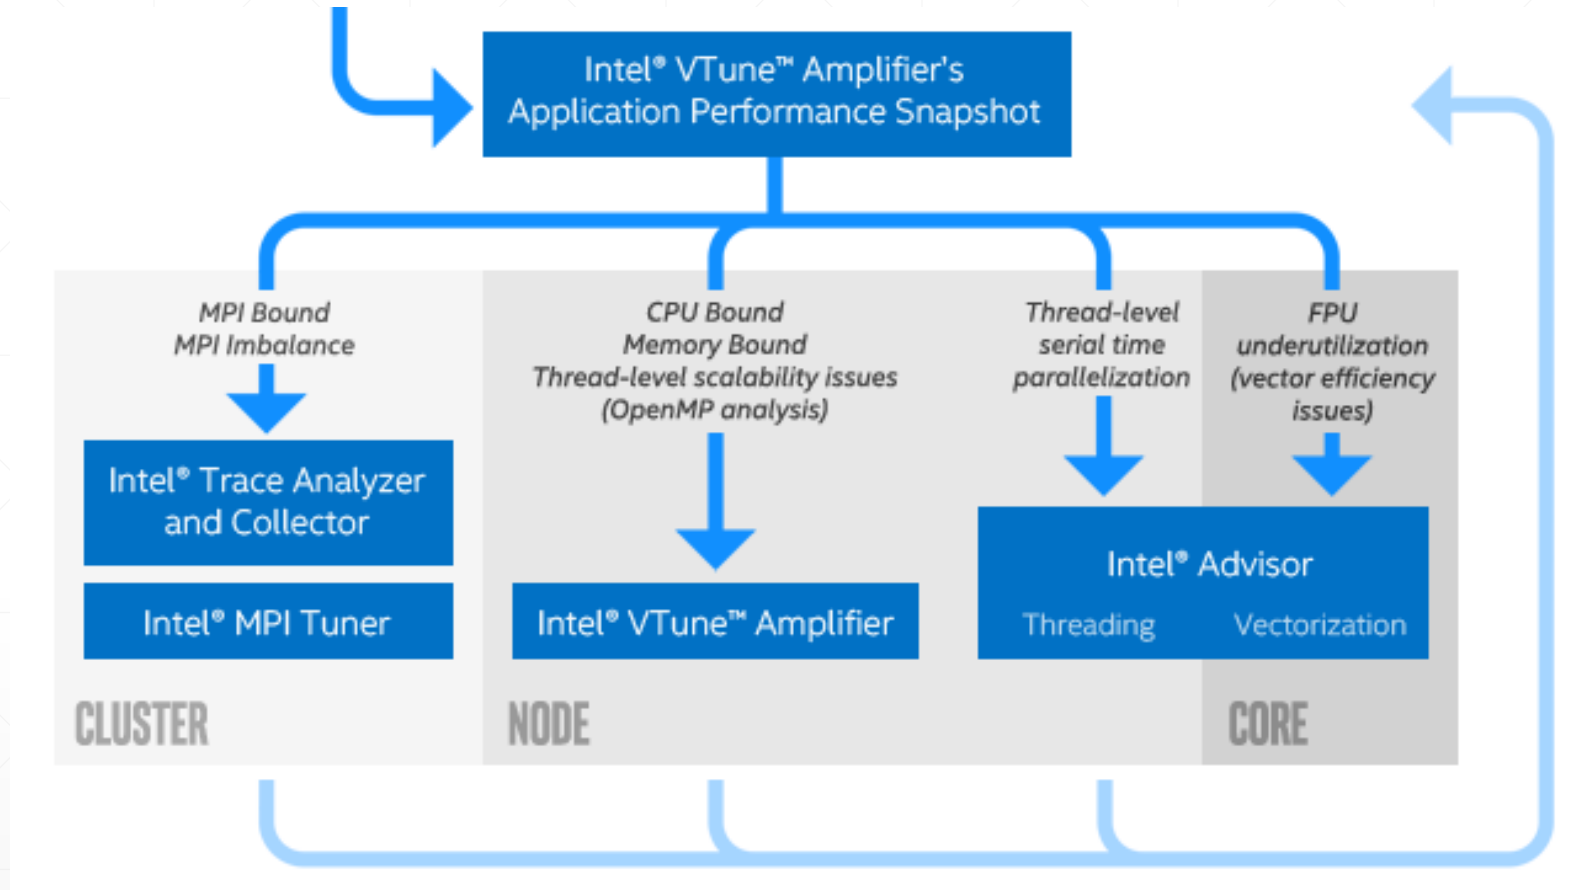 Intel® VTune™ Amplifier's
Application Performance Snapshot
MPI Bound
MPI Imbalance
CPU Bound
Memory Bound
Thread-level scalability issues
(OpenMP analysis)
Thread-level
serial time
parallelization
FPU
underutilization
(vector efficiency
issues)
Intel® Trace Analyzer
and Collector
Intel® MPI Tuner
Intel® VTune™ Amplifier
Intel® Advisor
Threading
Vectorization
CLUSTER
NODE
CORE